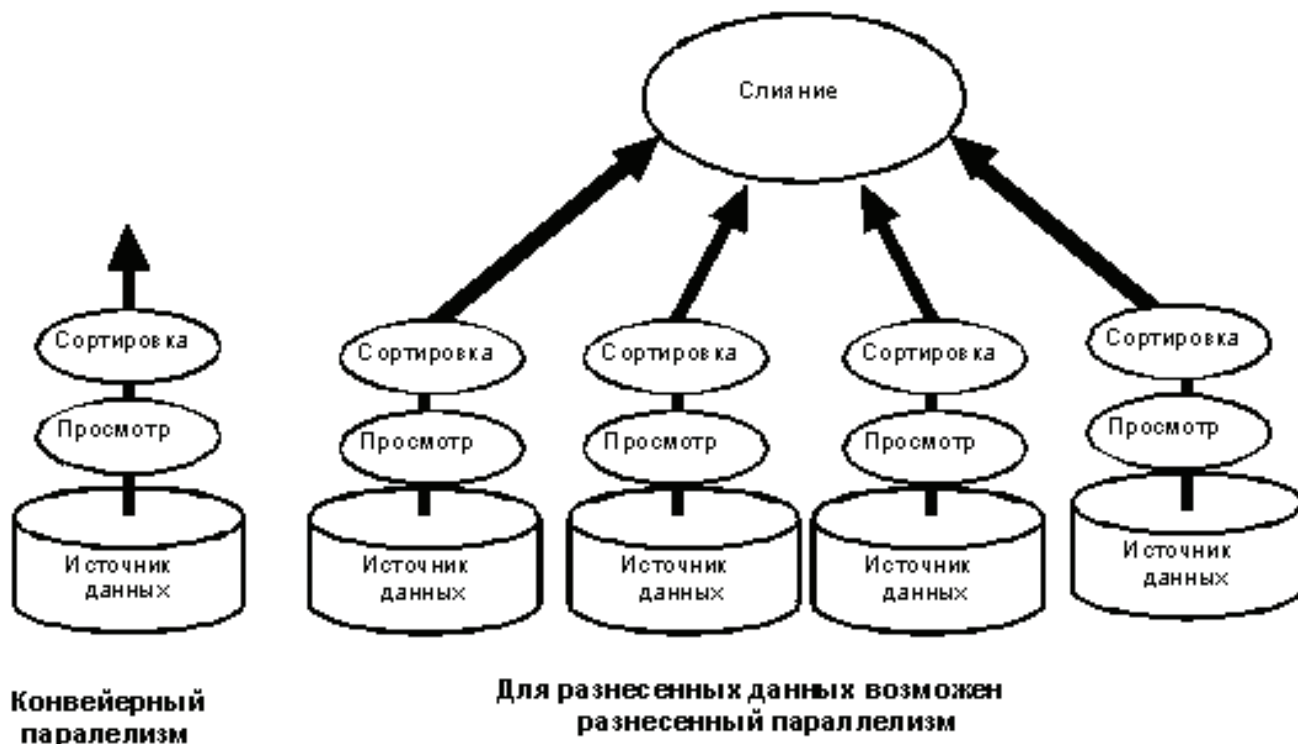 Слияние
Сортировка
Просмотр
Источник
данных
Сортировка
Просмотр
Источник
данных
Сортировка
Просмотр
Источник
данных
Сортировка
Просмотр
Источник
данных
Сортировка
Просмотр
Источник
данных
Конвейерный
паралелизм
Для разнесенных данных возможен
разнесенный параллелизм